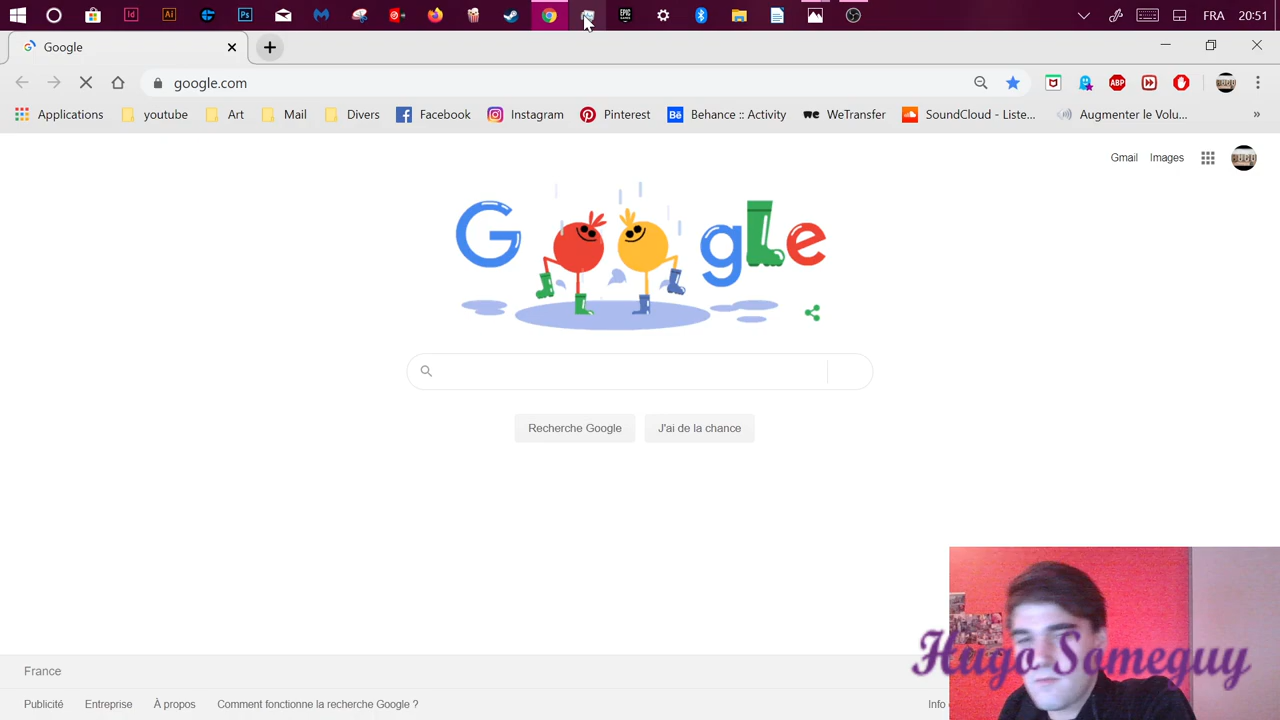 FRA 20:51
Google
google.com
Applications youtube Art Mail Divers Facebook Instagram Pinterest Behance :: Activity WeTransfer SoundCloud - Liste... Augmenter le Volu... »
Gmail Images
Google
Recherche Google J'ai de la chance
Hugo Someguy
France
Publicité Entreprise À propos Comment fonctionne la recherche Google ? Info